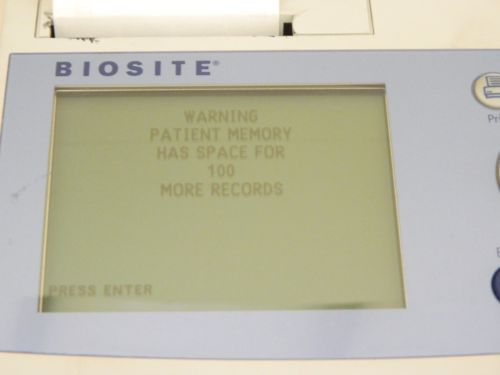 BIOSITE®
WARNING
PATIENT MEMORY
HAS SPACE FOR
100
MORE RECORDS
PRESS ENTER